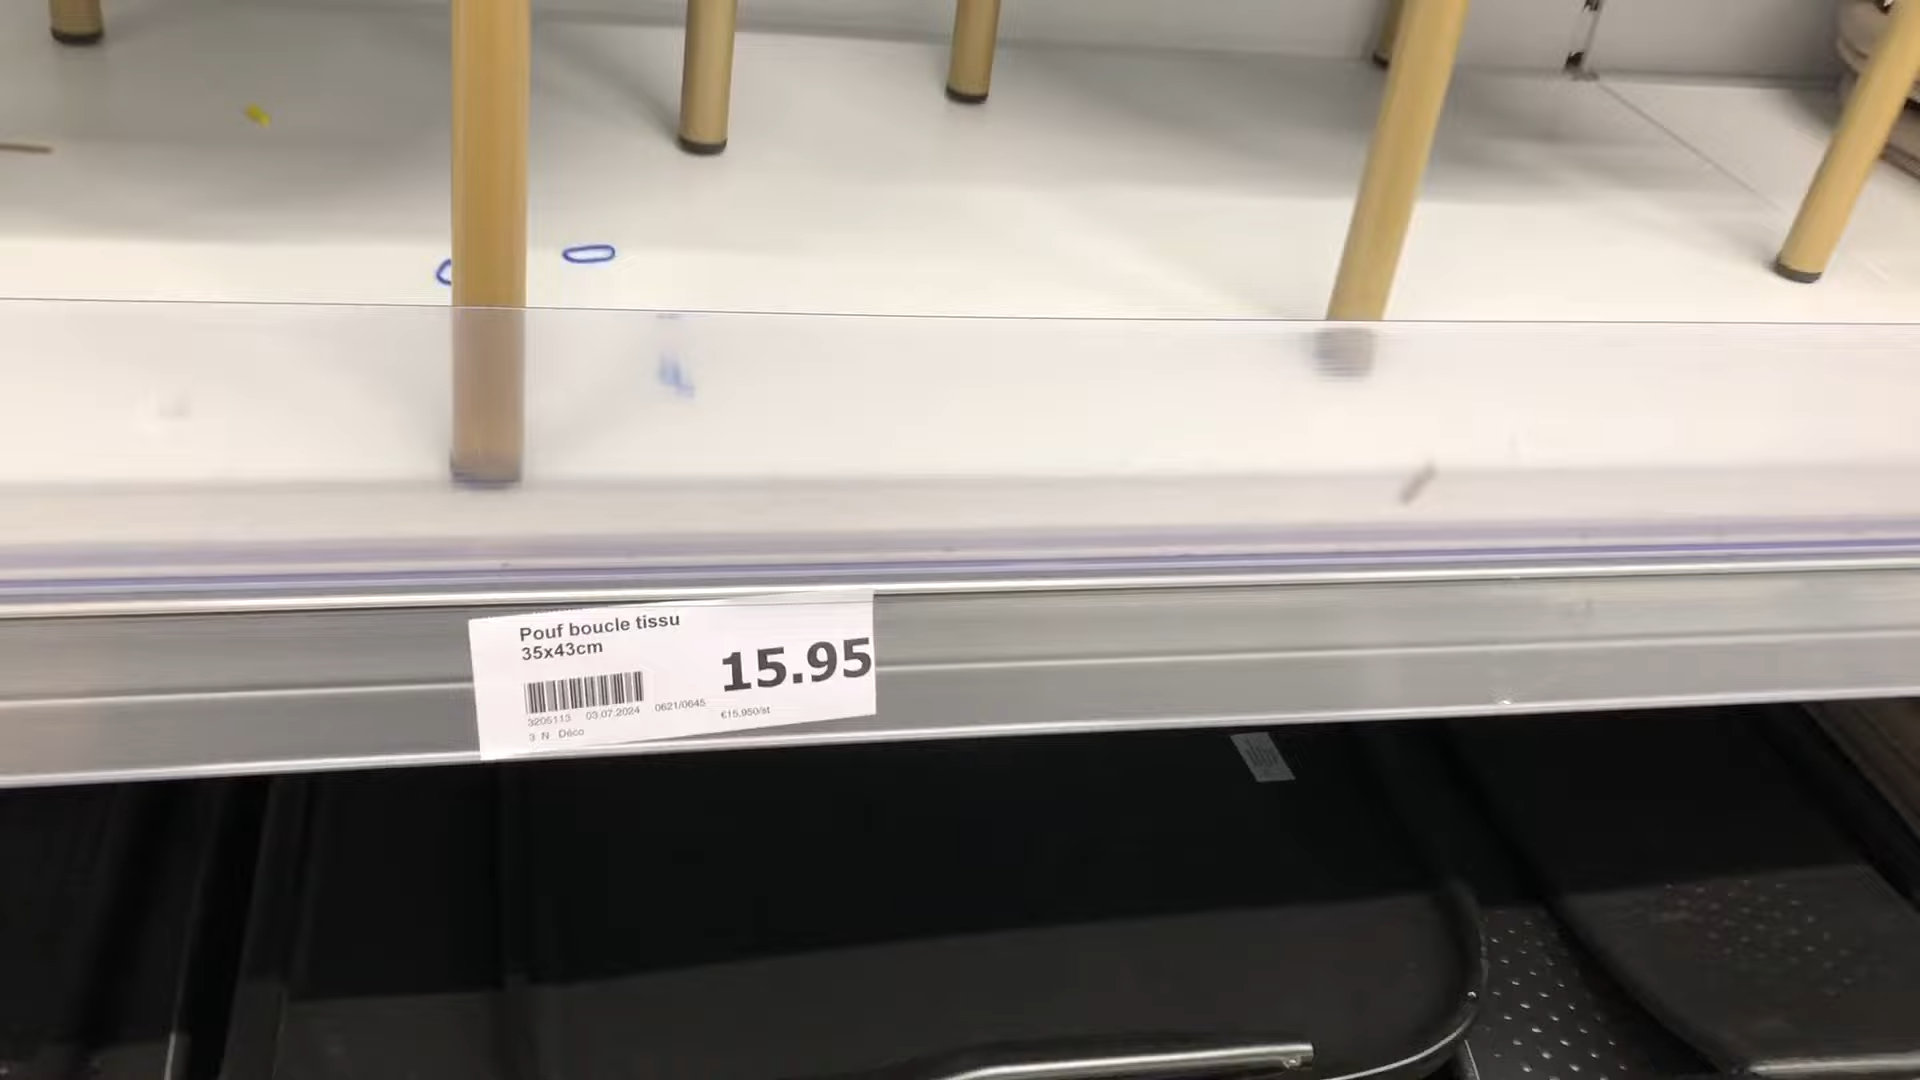 Pouf boucle tissu
35x43cm
15.95
3205113 03.07.2024 0621/0645 €15,950/st
3 N Déco